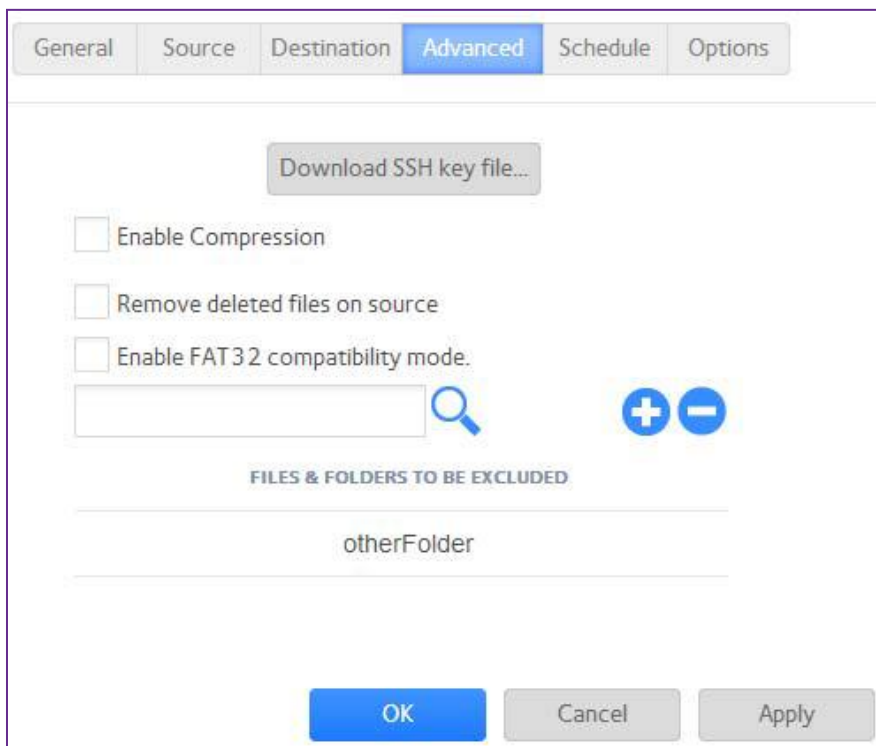 General Source Destination Advanced Schedule Options
Download SSH key file...
Enable Compression
Remove deleted files on source
Enable FAT32 compatibility mode.
FILES & FOLDERS TO BE EXCLUDED
otherFolder
OK Cancel Apply